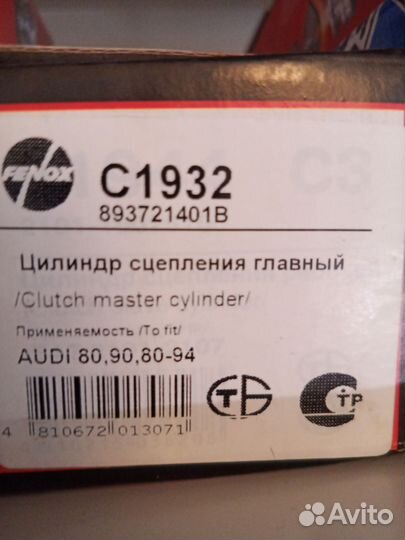 FENOX
C1932
893721401B
Цилиндр сцепления главный
/Clutch master cylinder/
Применяемость /To fit/
AUDI 80,90,80-94
4 810672 013071
ТБ
СТР
Avito